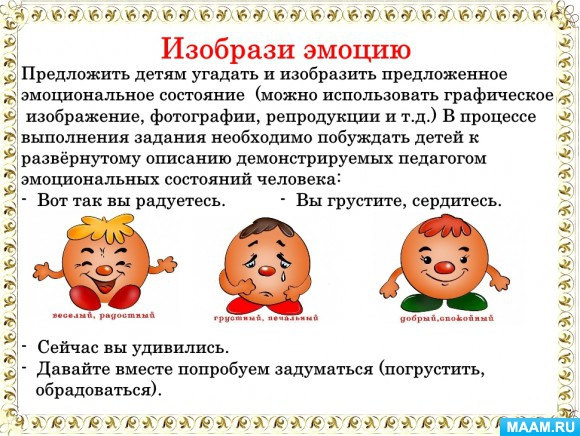 Изобрази эмоцию
Предложить детям угадать и изобразить предложенное
эмоциональное состояние (можно использовать графическое
изображение, фотографии, репродукции и т.д.) В процессе
выполнения задания необходимо побуждать детей к
развёрнутому описанию демонстрируемых педагогом
эмоциональных состояний человека:
- Вот так вы радуетесь. - Вы грустите, сердитесь.
веселый, радостный грустный, печальный добрый,спокойный
- Сейчас вы удивились.
- Давайте вместе попробуем задуматься (погрустить,
обрадоваться).
MAAM.RU